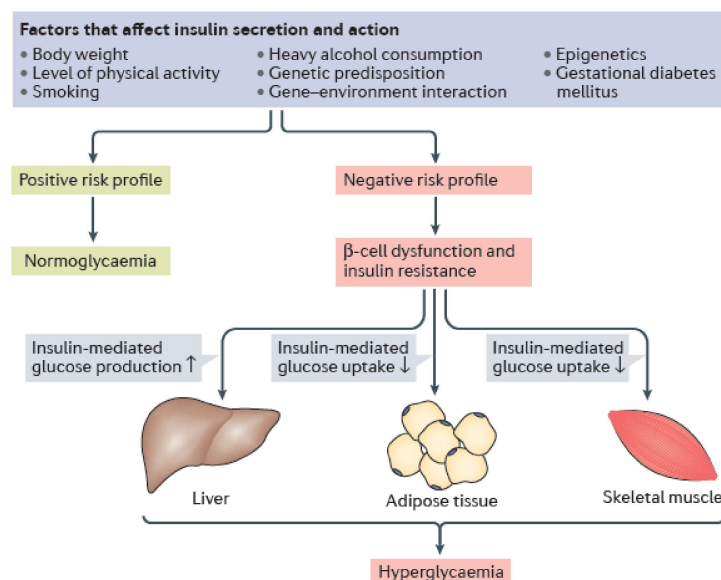 Factors that affect insulin secretion and action
• Body weight
• Level of physical activity
• Smoking
• Heavy alcohol consumption
• Genetic predisposition
• Gene–environment interaction
• Epigenetics
• Gestational diabetes
mellitus
Positive risk profile
Negative risk profile
Normoglycaemia
β-cell dysfunction and
insulin resistance
Insulin-mediated
glucose production ↑
Insulin-mediated
glucose uptake ↓
Insulin-mediated
glucose uptake ↓
Liver
Adipose tissue
Skeletal muscle
Hyperglycaemia